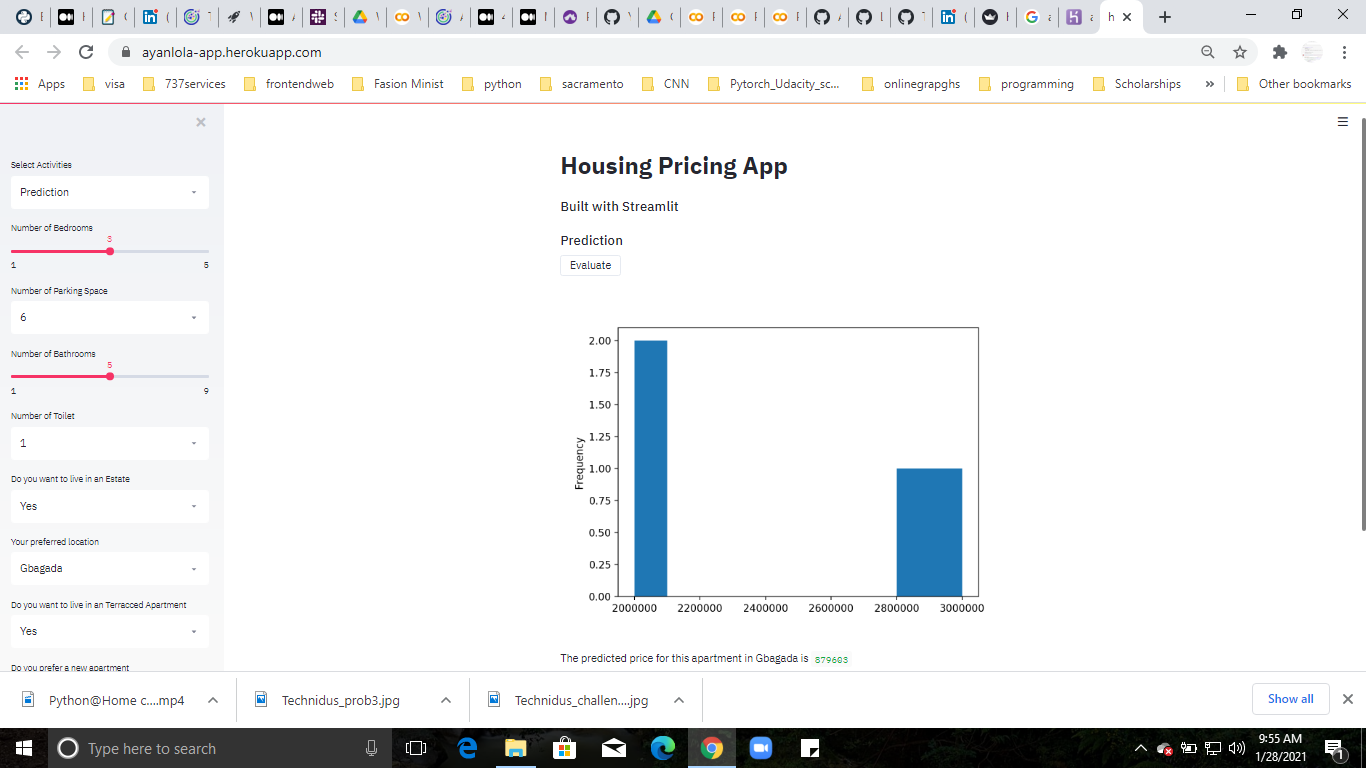 ayanlola-app.herokuapp.com
Apps
visa
737services
frontendweb
Fasion Minist
python
sacramento
CNN
Pytorch_Udacity_sc...
onlinegrapghs
programming
Scholarships
»
Other bookmarks
Select Activities
Prediction
Number of Bedrooms
3
1 5
Number of Parking Space
6
Number of Bathrooms
5
1 9
Number of Toilet
1
Do you want to live in an Estate
Yes
Your preferred location
Gbagada
Do you want to live in an Terracced Apartment
Yes
Do you prefer a new apartment
Housing Pricing App
Built with Streamlit
Prediction
Evaluate
Frequency
2.00
1.75
1.50
1.25
1.00
0.75
0.50
0.25
0.00
2000000 2200000 2400000 2600000 2800000 3000000
The predicted price for this apartment in Gbagada is 879603
Python@Home c....mp4
Technidus_prob3.jpg
Technidus_challen....jpg
Show all
Type here to search
9:55 AM
1/28/2021
1